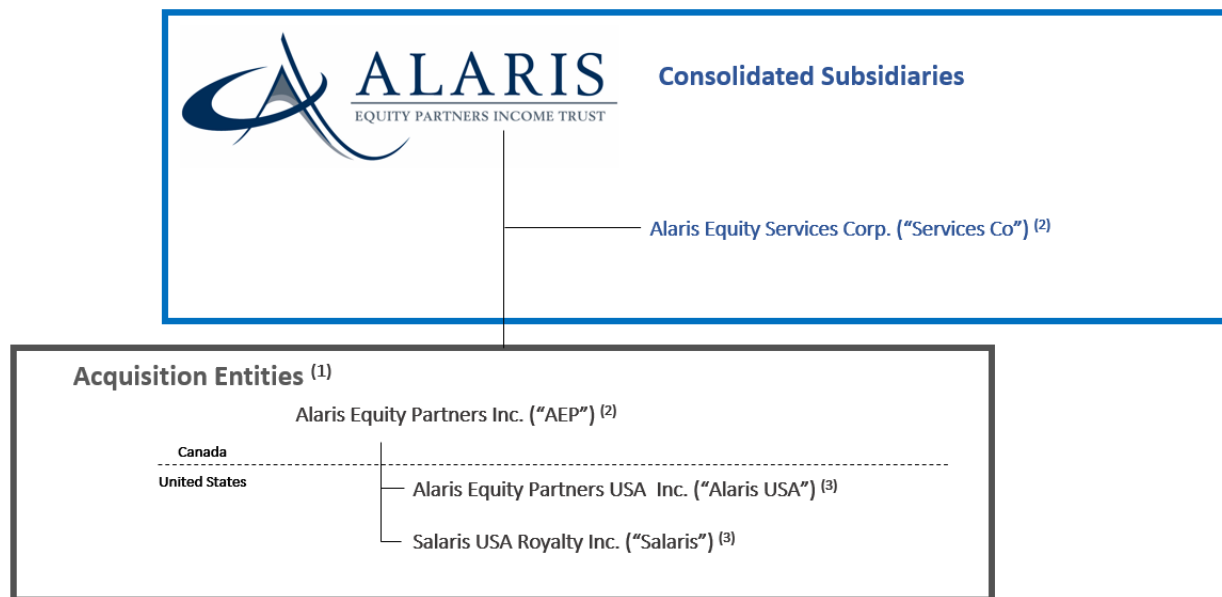 ALARIS
EQUITY PARTNERS INCOME TRUST
Consolidated Subsidiaries
Alaris Equity Services Corp. (“Services Co”) (2)
Acquisition Entities (1)
Alaris Equity Partners Inc. (“AEP”) (2)
Canada
United States
Alaris Equity Partners USA Inc. (“Alaris USA”) (3)
Salaris USA Royalty Inc. (“Salaris”) (3)